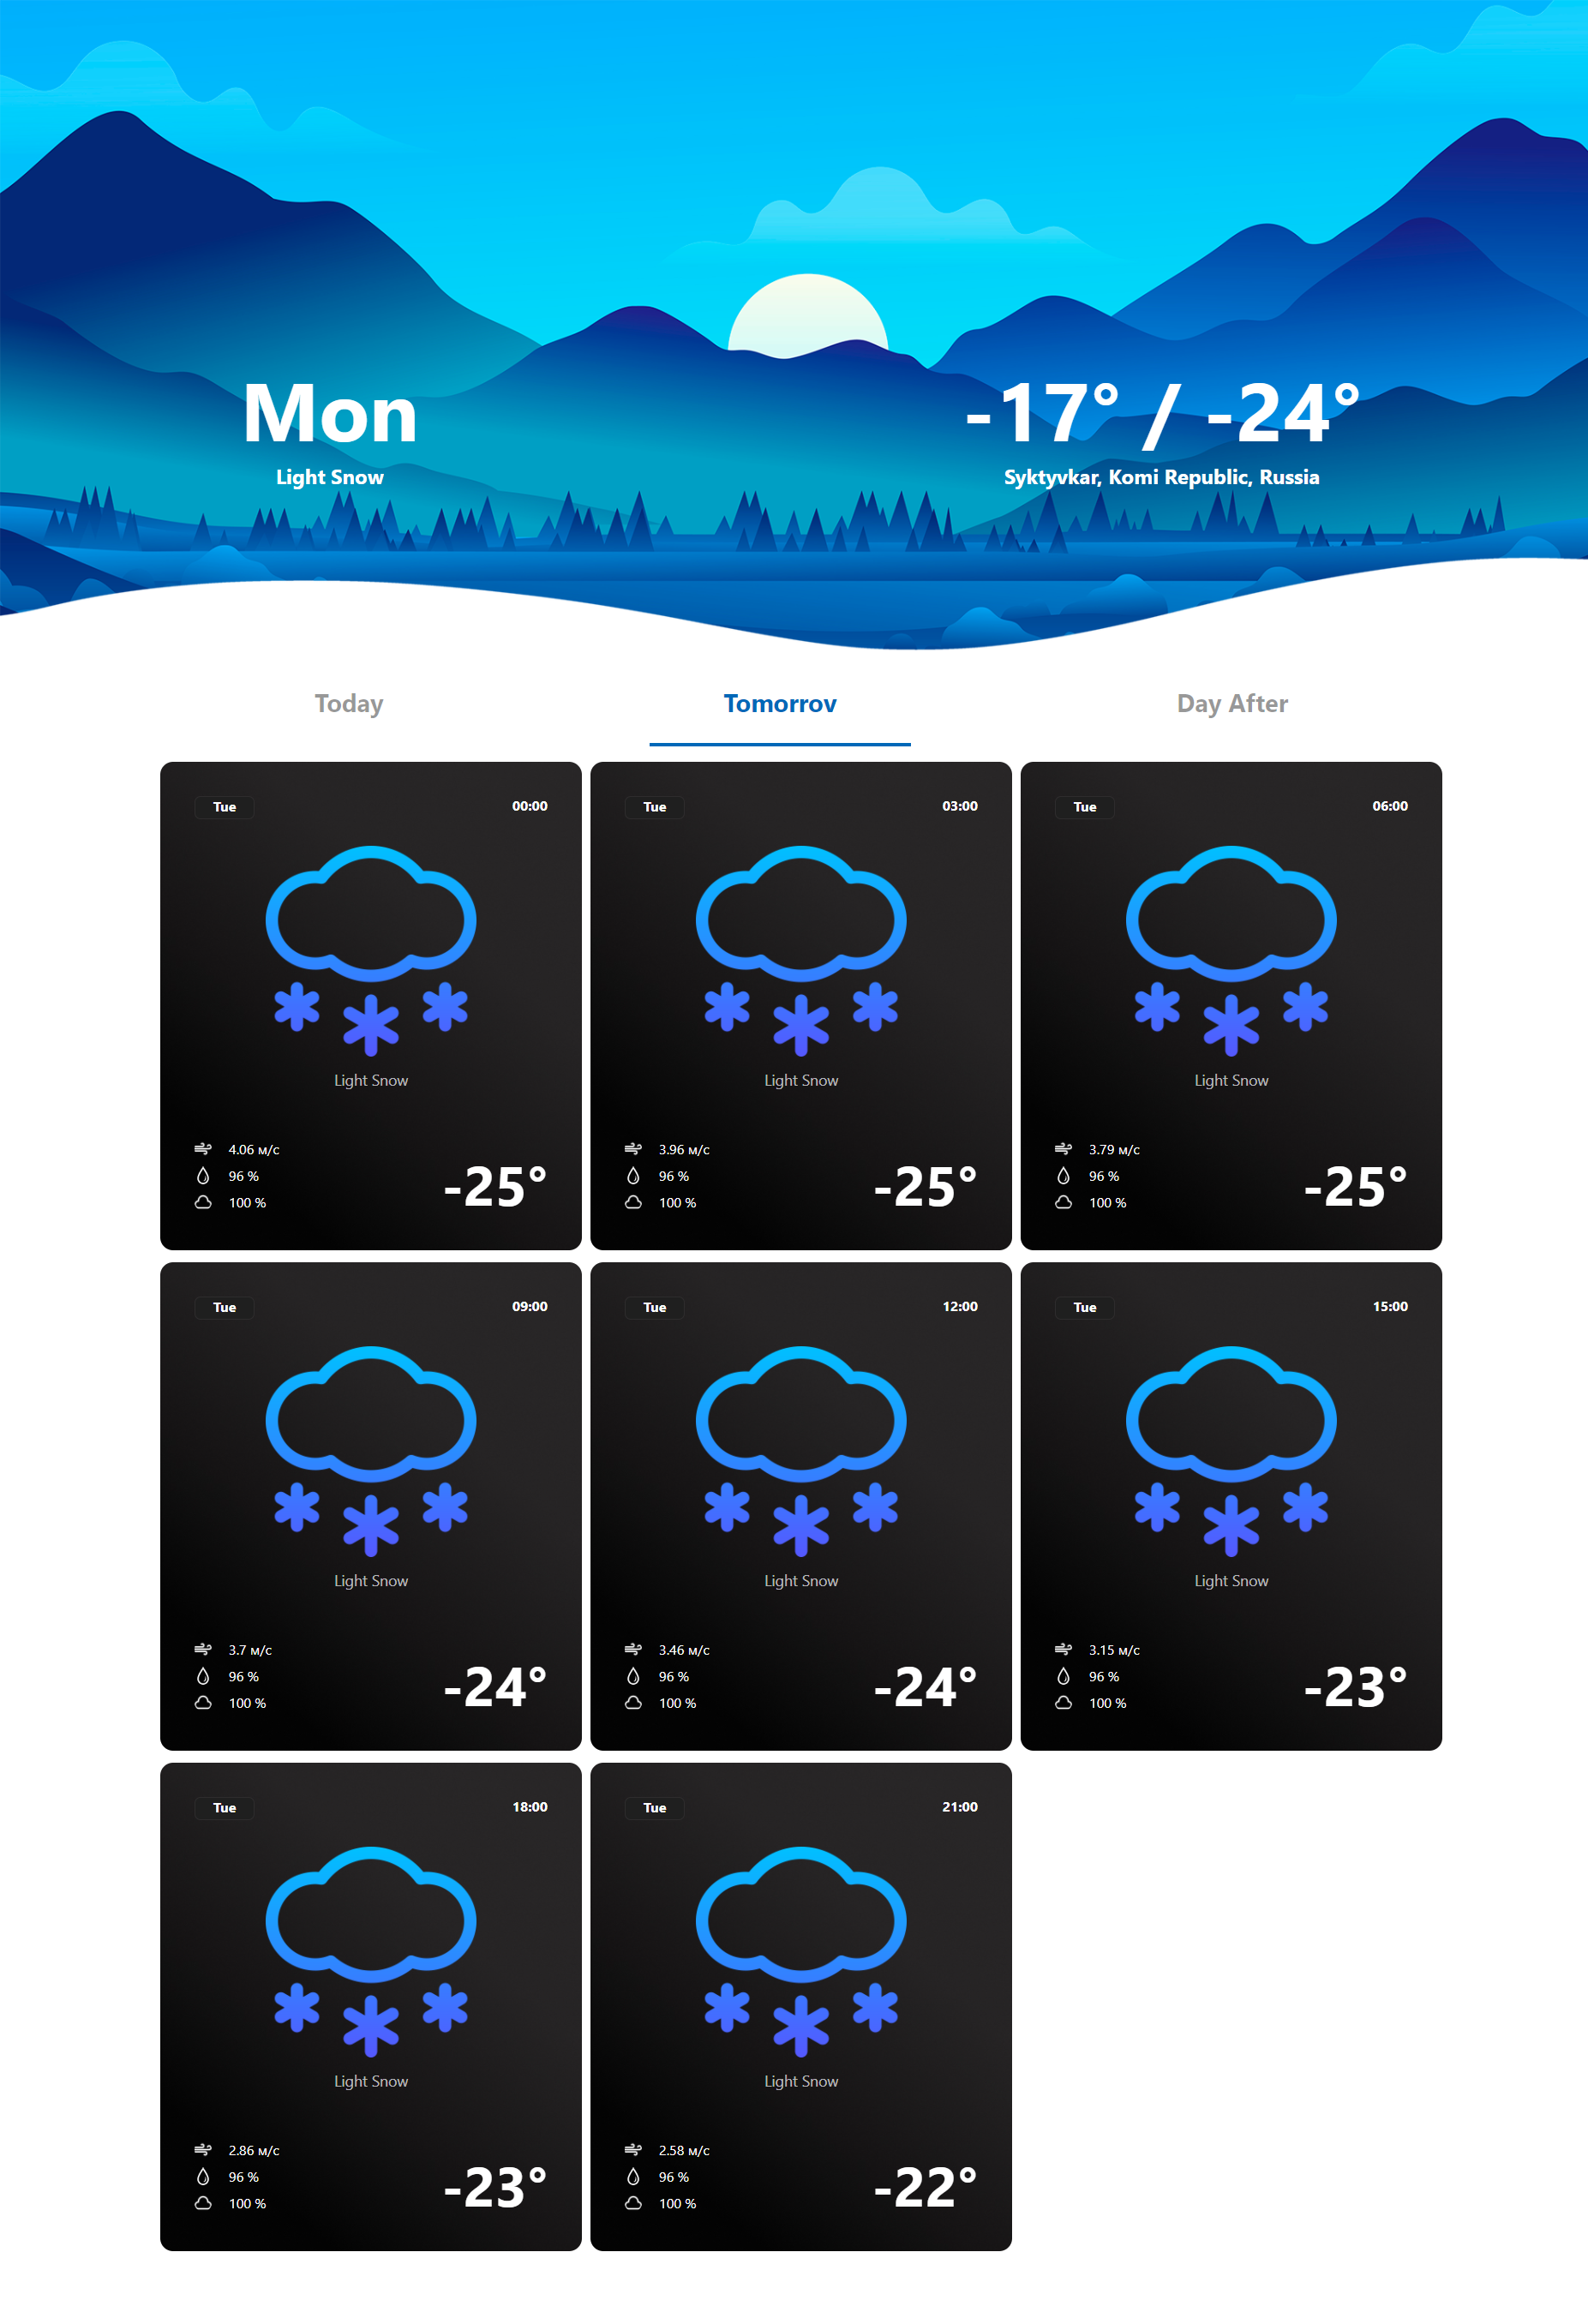 Mon
-17° / -24°
Light Snow
Syktyvkar, Komi Republic, Russia
Today
Tomorrov
Day After
Tue
00:00
Light Snow
4.06 м/с
96 %
100 %
-25°
Tue
03:00
Light Snow
3.96 м/с
96 %
100 %
-25°
Tue
06:00
Light Snow
3.79 м/с
96 %
100 %
-25°
Tue
09:00
Light Snow
3.7 м/с
96 %
100 %
-24°
Tue
12:00
Light Snow
3.46 м/с
96 %
100 %
-24°
Tue
15:00
Light Snow
3.15 м/с
96 %
100 %
-23°
Tue
18:00
Light Snow
2.86 м/с
96 %
100 %
-23°
Tue
21:00
Light Snow
2.58 м/с
96 %
100 %
-22°